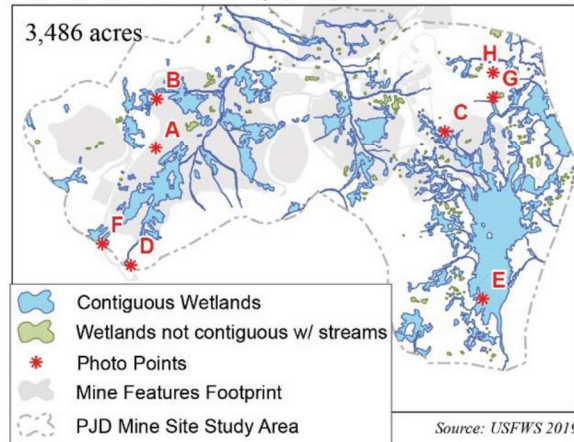 3,486 acres
H
B
G
C
A
F
D
E
Contiguous Wetlands
Wetlands not contiguous w/ streams
Photo Points
Mine Features Footprint
PJD Mine Site Study Area
Source: USFWS 2019